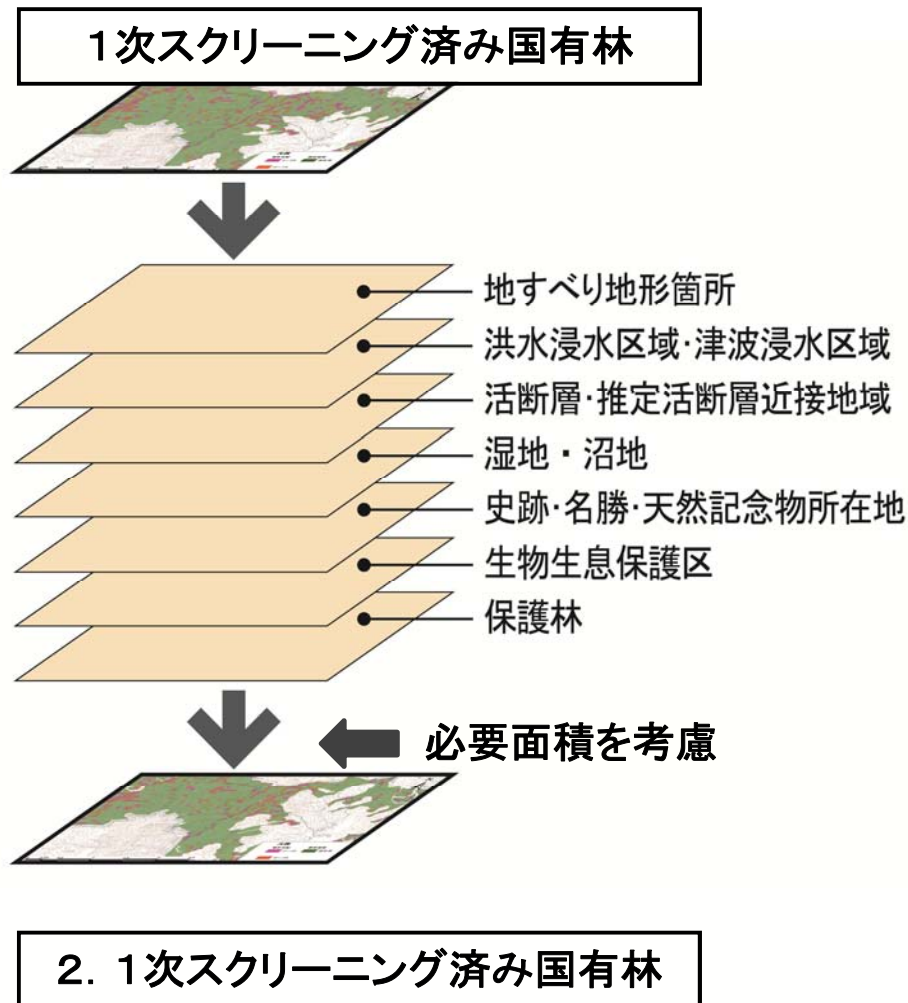 1次スクリーニング済み国有林
地すべり地形箇所
洪水浸水区域・津波浸水区域
活断層・推定活断層近接地域
湿地・沼地
史跡・名勝・天然記念物所在地
生物生息保護区
保護林
必要面積を考慮
2．1次スクリーニング済み国有林